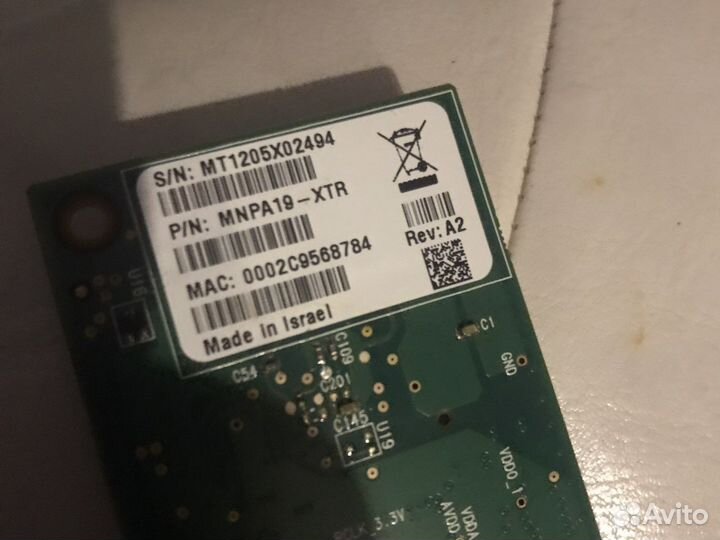 S/N: MT1205X02494
P/N: MNPA19-XTR
MAC: 0002C9568784
Rev: A2
Made in Israel
U16
C54
C109
C201
C145
U19
C1
GND
VDDO_1
VDDA
AVDD
3.3V
Avito